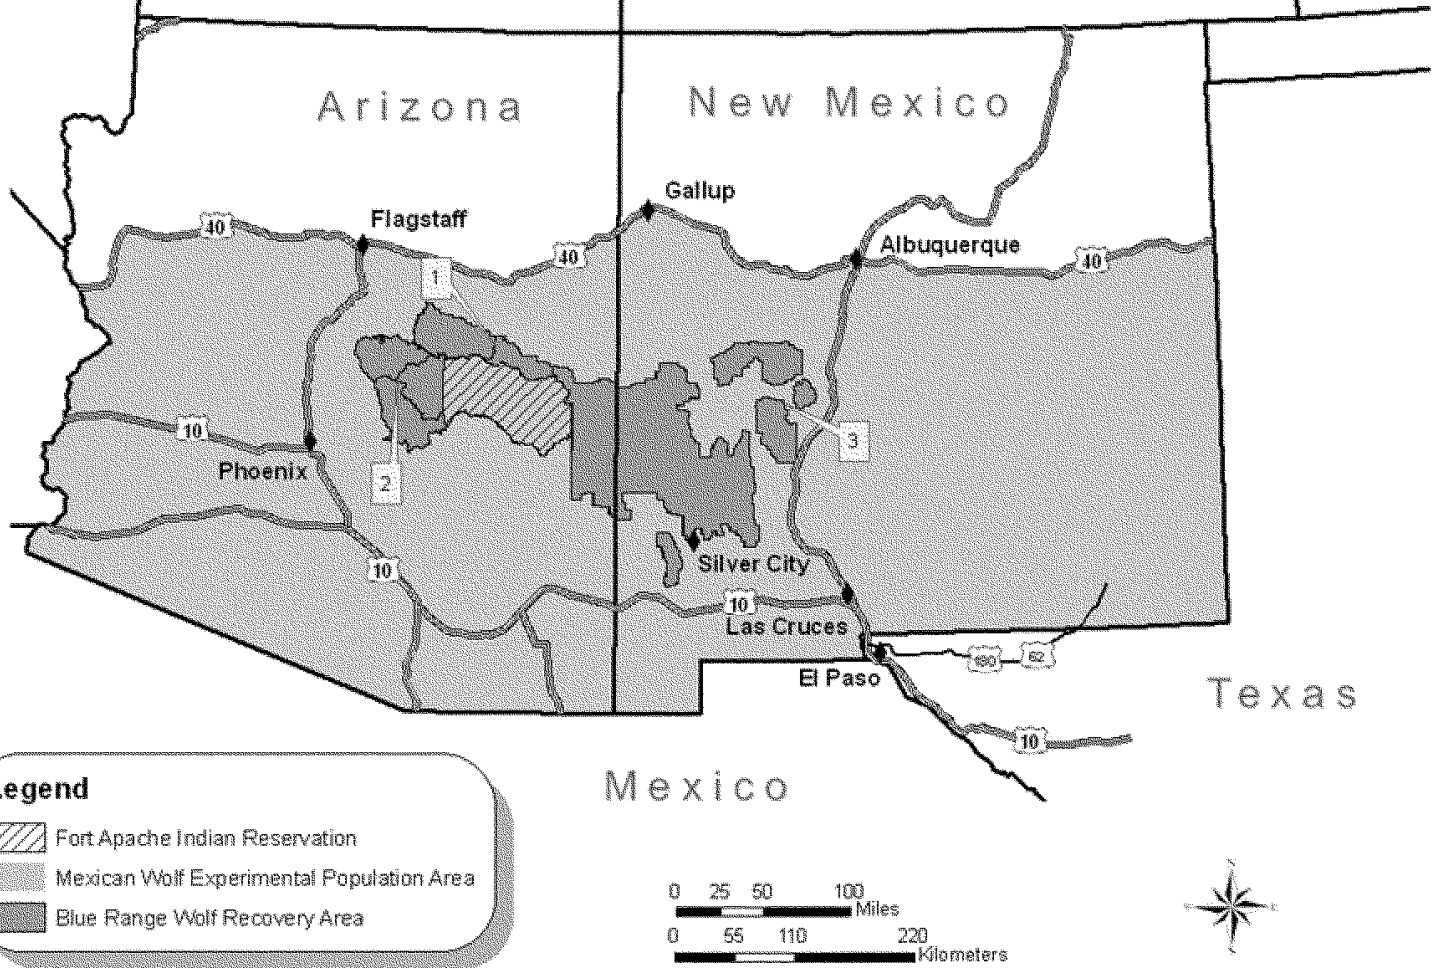 Arizona
New Mexico
Gallup
Flagstaff
40
40
Albuquerque
40
1
10
3
Phoenix
2
Silver City
10
10
Las Cruces
180
62
El Paso
Texas
10
Mexico
egend
Fort Apache Indian Reservation
Mexican Wolf Experimental Population Area
Blue Range Wolf Recovery Area
0 25 50 100
Miles
0 55 110 220
Kilometers
N
E